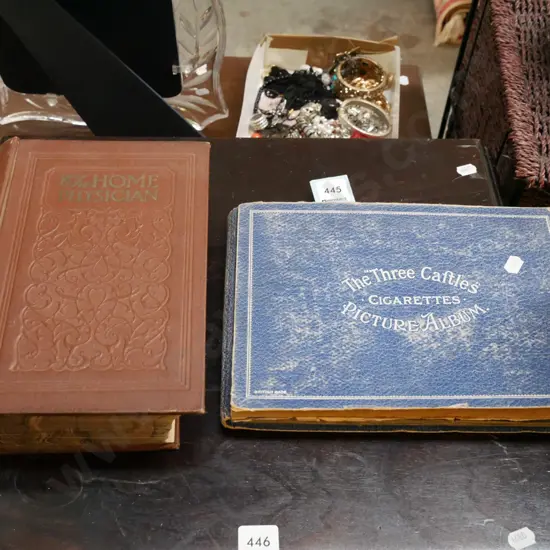 The HOME
PHYSICIAN
445
The Three Castles
CIGARETTES
PICTURE ALBUM.
446